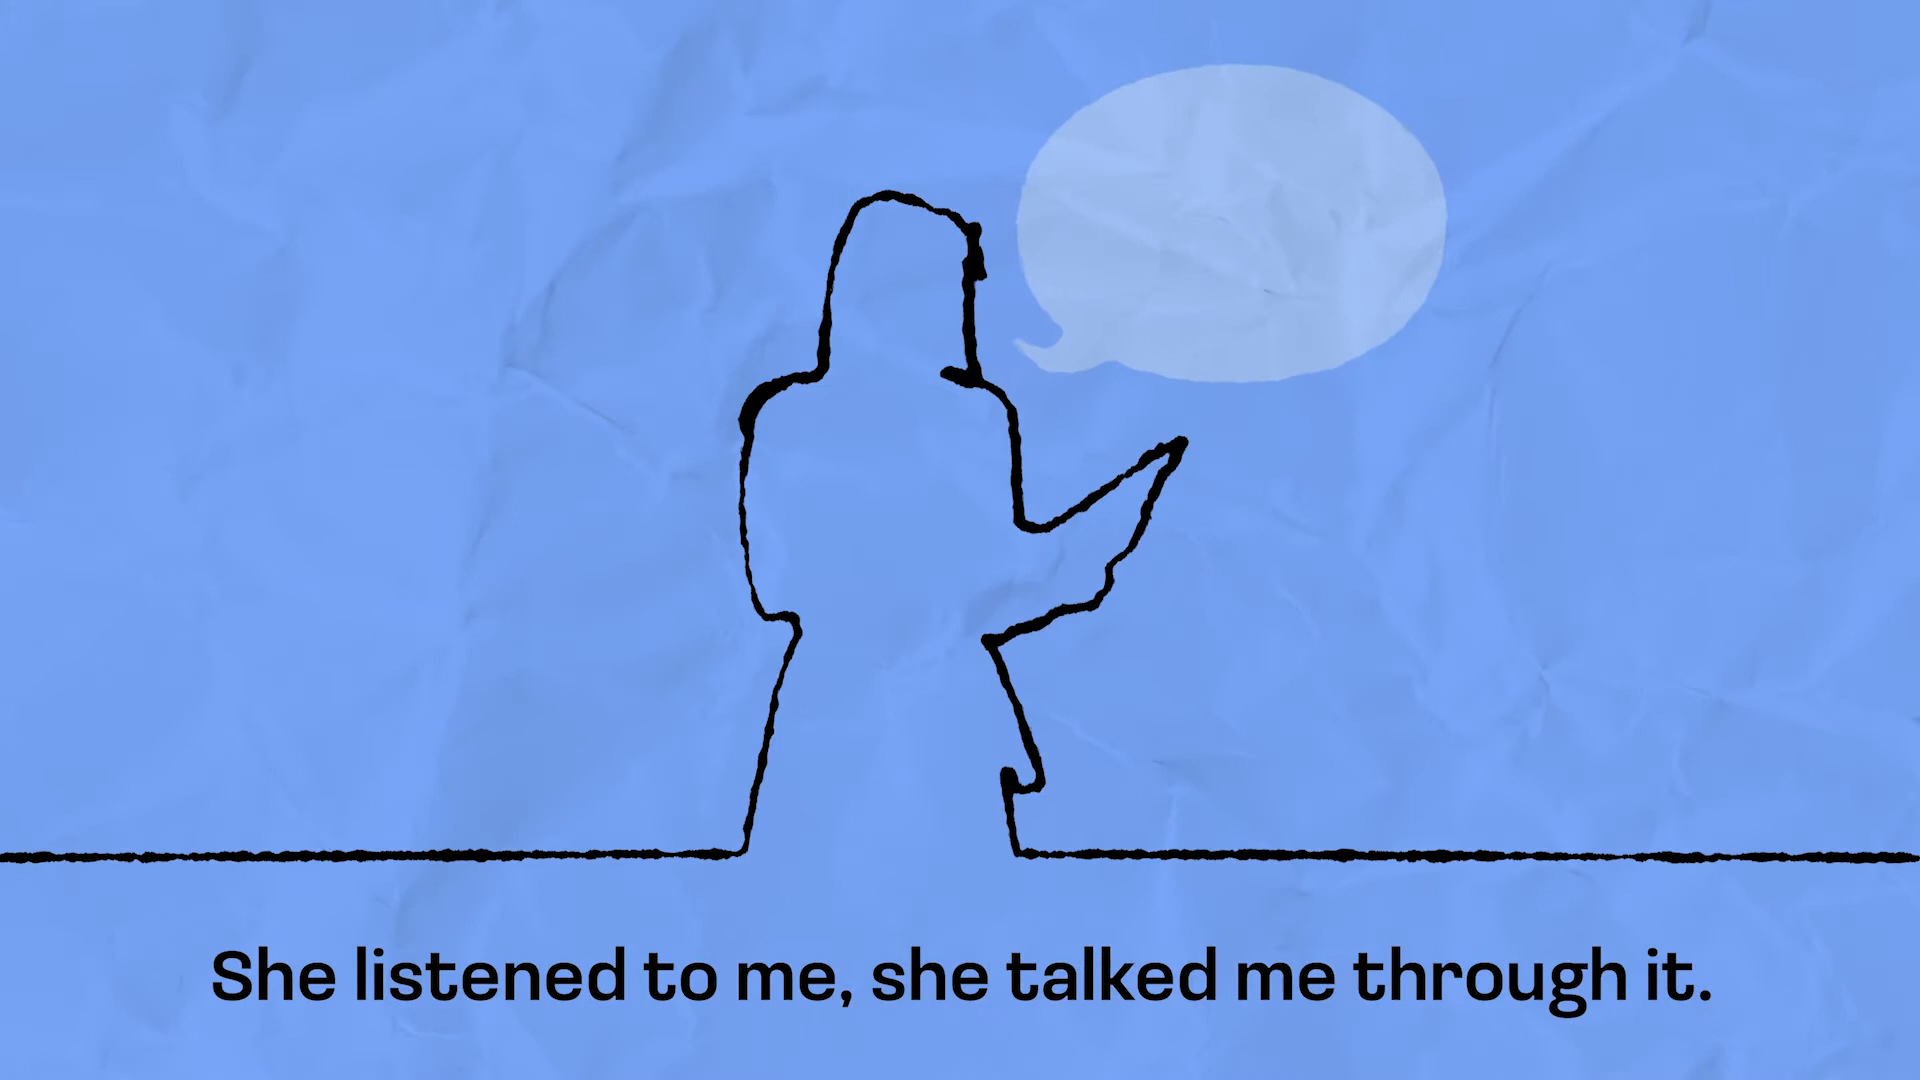 She listened to me, she talked me through it.